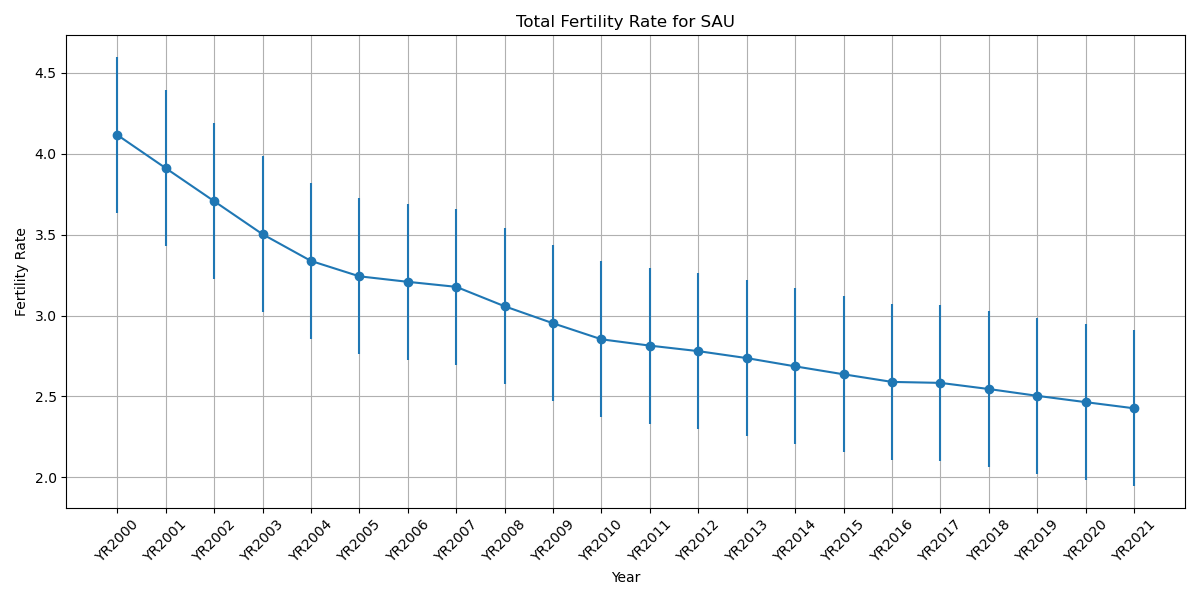 Total Fertility Rate for SAU
Fertility Rate
4.5
4.0
3.5
3.0
2.5
2.0
YR2000
YR2001
YR2002
YR2003
YR2004
YR2005
YR2006
YR2007
YR2008
YR2009
YR2010
YR2011
YR2012
YR2013
YR2014
YR2015
YR2016
YR2017
YR2018
YR2019
YR2020
YR2021
Year